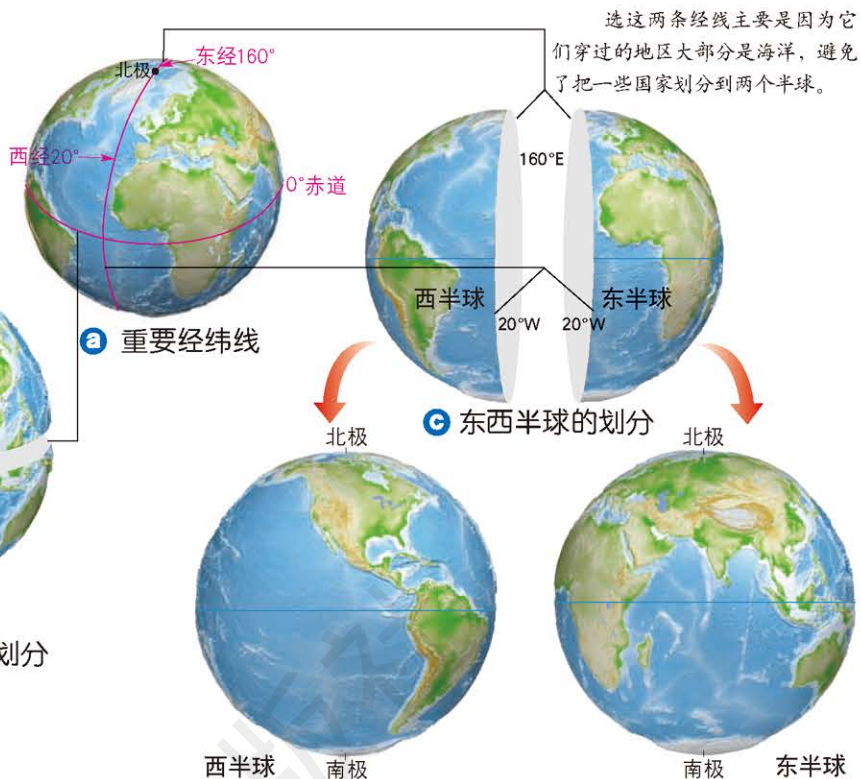 选这两条经线主要是因为它
们穿过的地区大部分是海洋，避免
了把一些国家划分到两个半球。
东经160°
北极
西经20°
0°赤道
a 重要经纬线
160°E
西半球
东半球
20°W
20°W
c 东西半球的划分
划分
北极
北极
西半球
南极
南极
东半球